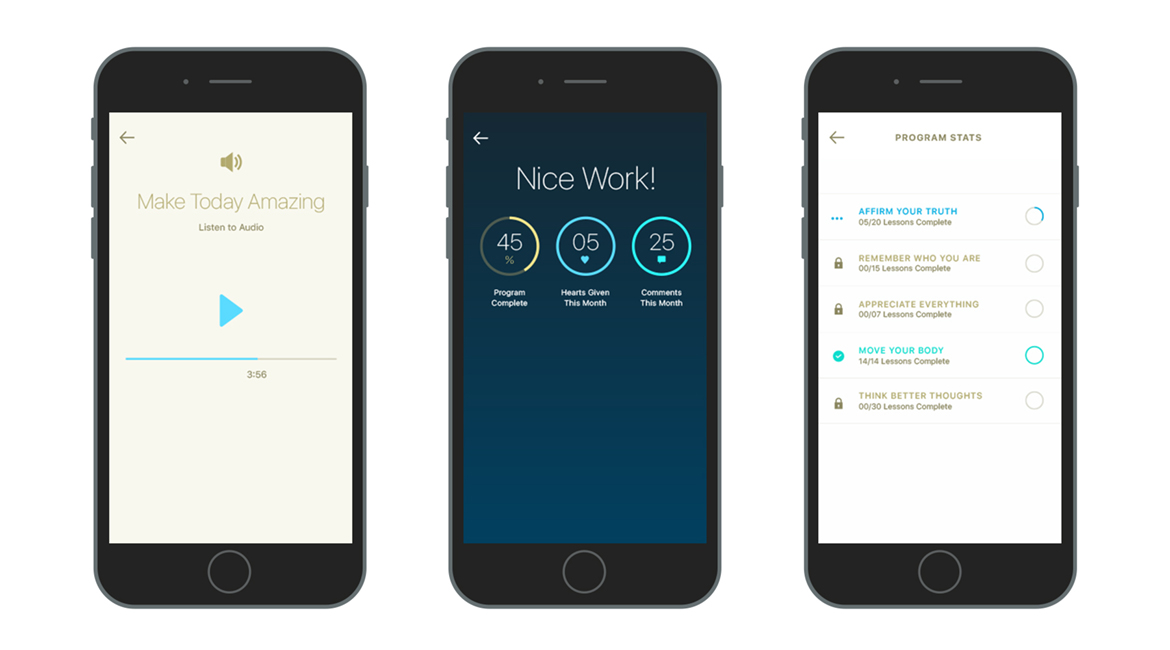 Make Today Amazing
Listen to Audio
3:56
Nice Work!
45
%
Program
Complete
05
Hearts Given
This Month
25
Comments
This Month
PROGRAM STATS
AFFIRM YOUR TRUTH
05/20 Lessons Complete
REMEMBER WHO YOU ARE
00/15 Lessons Complete
APPRECIATE EVERYTHING
00/07 Lessons Complete
MOVE YOUR BODY
14/14 Lessons Complete
THINK BETTER THOUGHTS
00/30 Lessons Complete